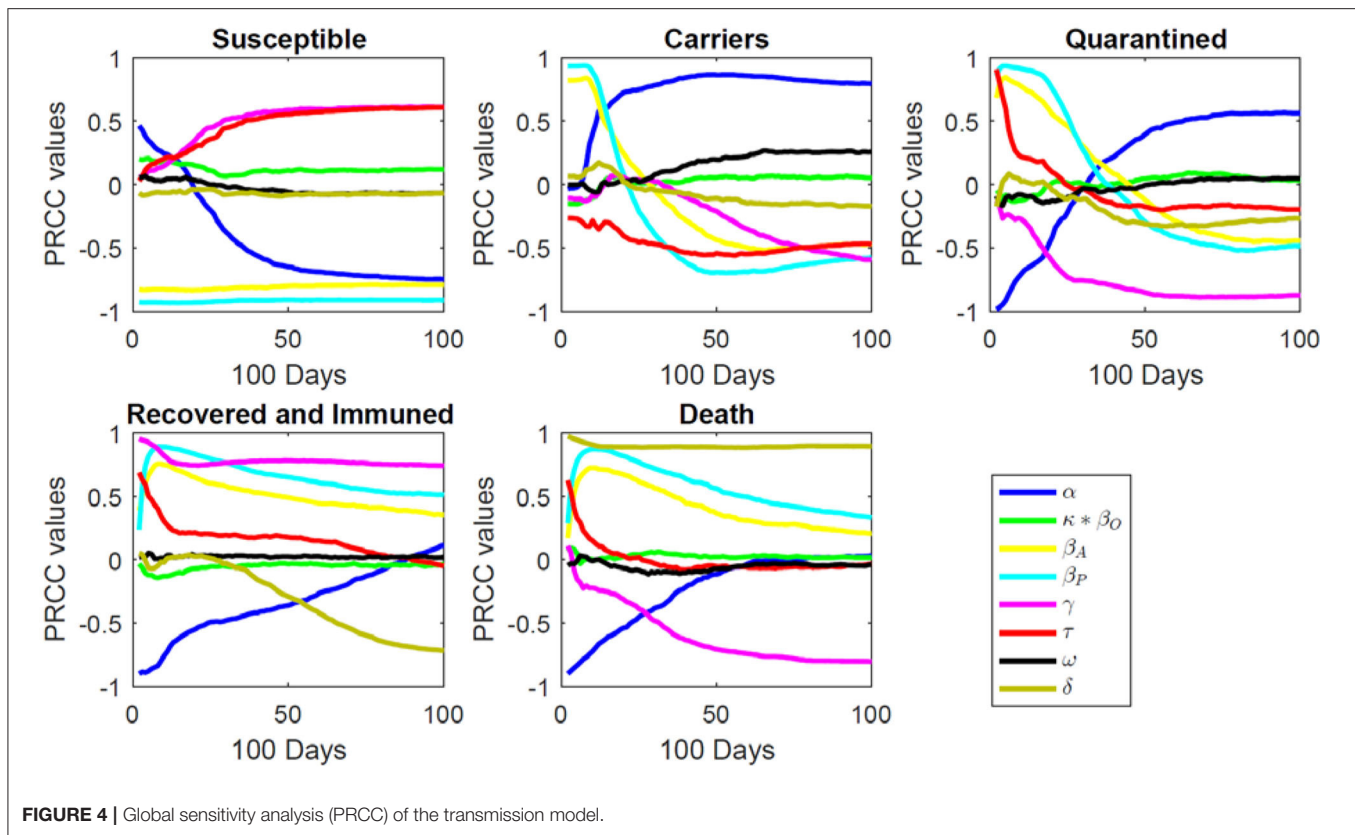 Susceptible
Carriers
Quarantined
PRCC values
1
0.5
0
-0.5
-1
0
50
100
100 Days
PRCC values
1
0.5
0
-0.5
-1
0
50
100
100 Days
PRCC values
1
0.5
0
-0.5
-1
0
50
100
100 Days
Recovered and Immuned
Death
PRCC values
1
0.5
0
-0.5
-1
0
50
100
100 Days
PRCC values
1
0.5
0
-0.5
-1
0
50
100
100 Days
α
κ * β_O
β_A
β_P
γ
τ
ω
δ
FIGURE 4 | Global sensitivity analysis (PRCC) of the transmission model.